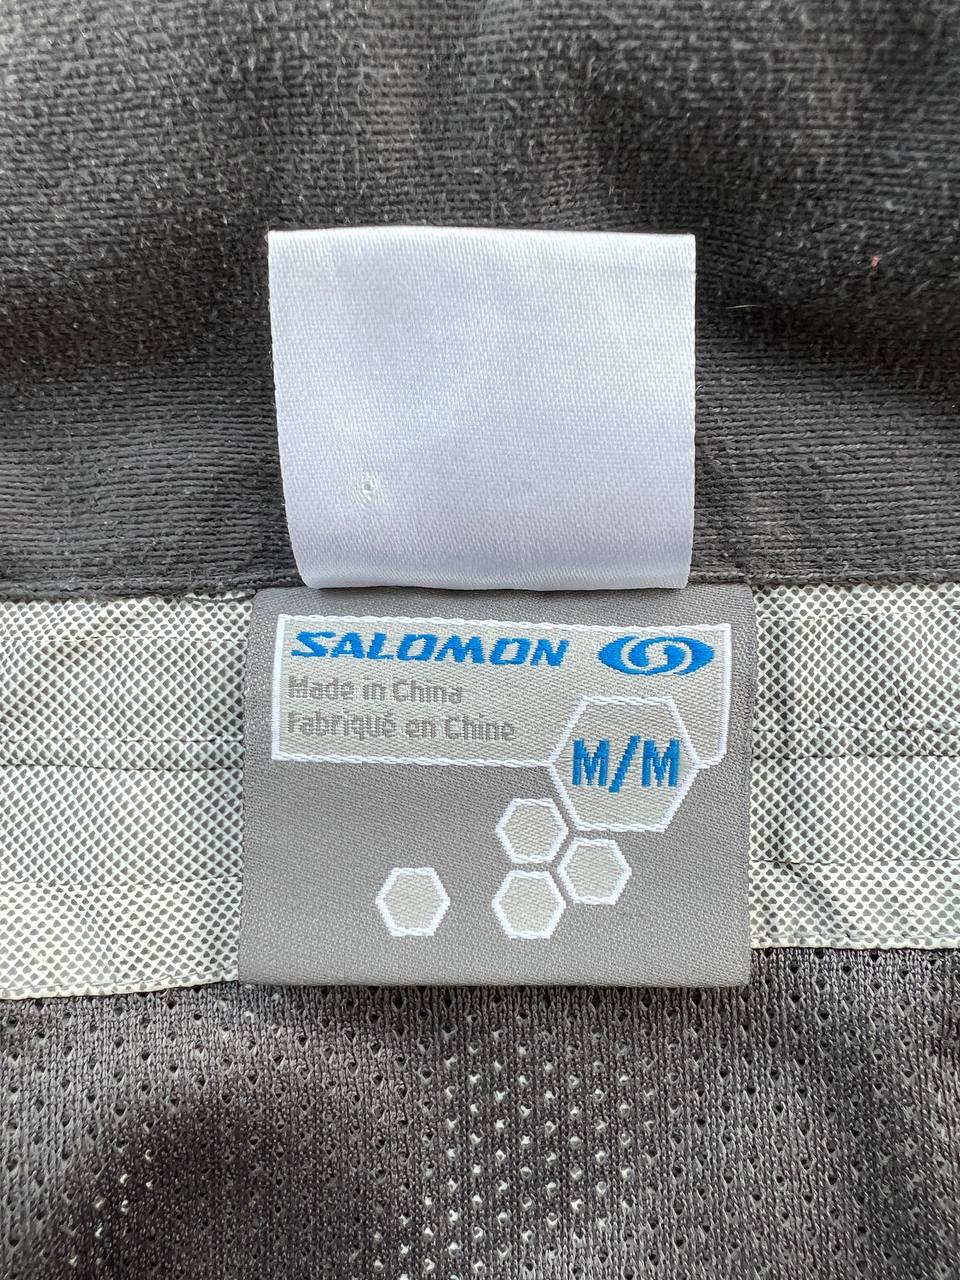 SALOMON
Made in China
Fabriqué en Chine
M/M